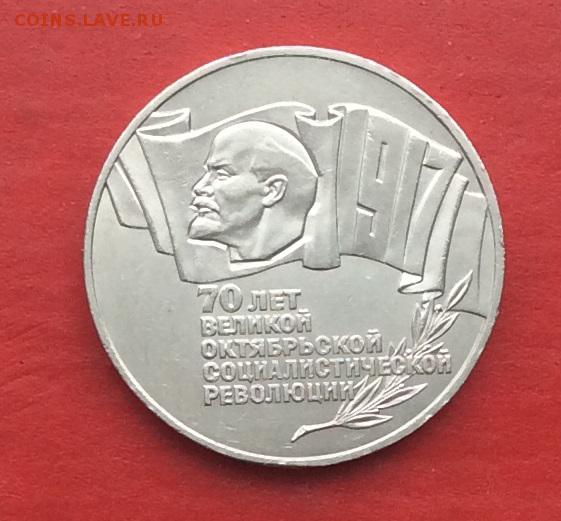 COINS.LAVE.RU
1917
70 ЛЕТ
ВЕЛИКОЙ
ОКТЯБРЬСКОЙ
СОЦИАЛИСТИЧЕСКОЙ
РЕВОЛЮЦИИ